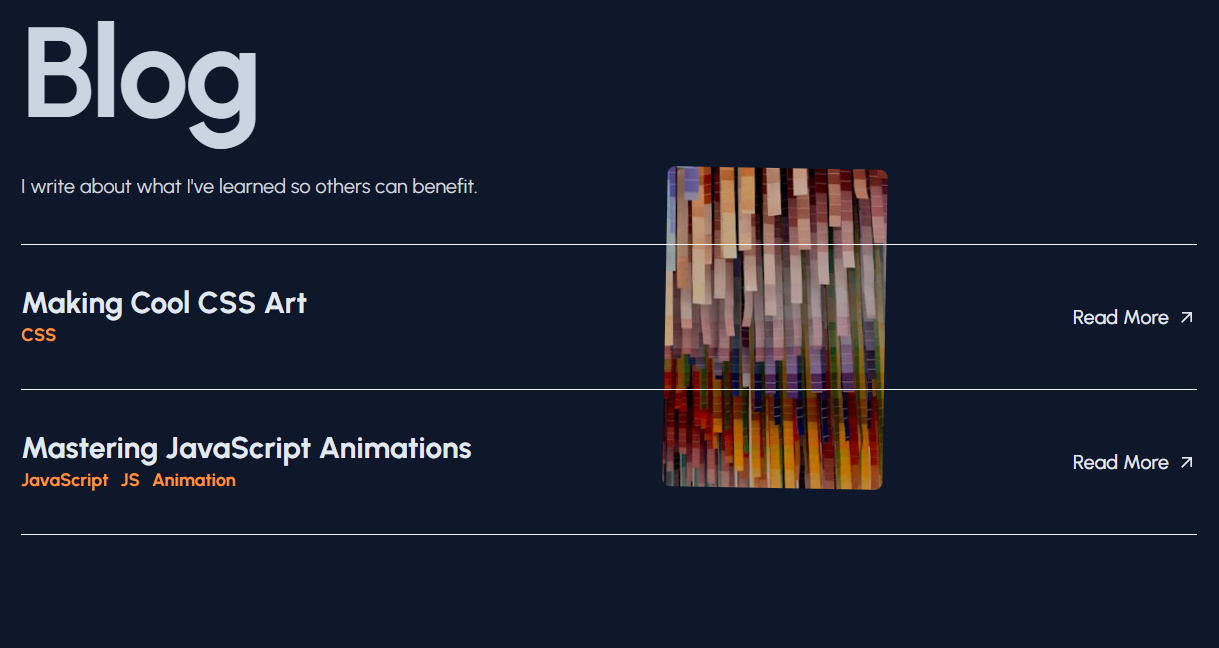 Blog
I write about what I've learned so others can benefit.
Making Cool CSS Art
CSS
Read More
Mastering JavaScript Animations
JavaScript JS Animation
Read More